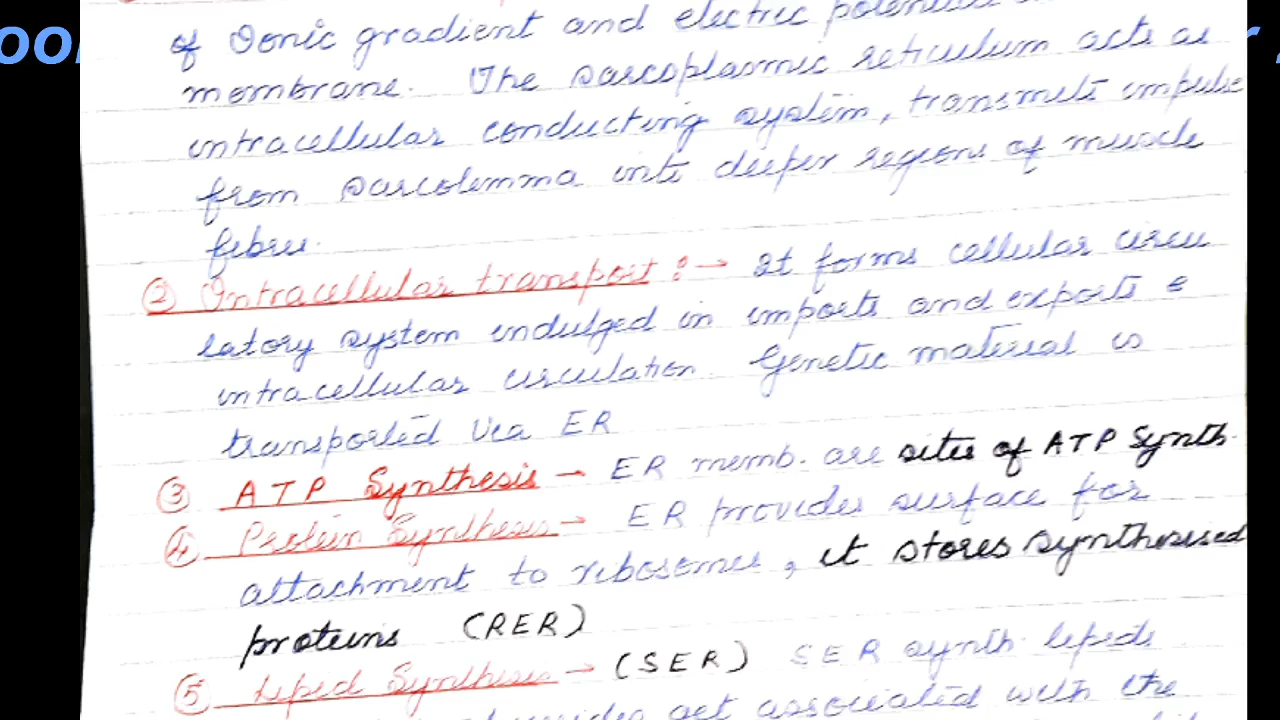 of Ionic gradient and electric potential
membrane. The sarcoplasmic reticulum acts as
intracellular conducting system, transmits impulse
from sarcolemma into deeper regions of muscle
fibre.
② Intracellular transport :→ It forms cellular circu
latory system indulged in imports and exports &
intracellular circulation. Genetic material is
transported via ER
③ ATP Synthesis → ER memb. are sites of ATP Synth.
④ Protein Synthesis → ER provides surface for
attachment to ribosomes, it stores synthesised
proteins (RER)
⑤ Lipid Synthesis → (SER) SER synth. lipids
get associated with the